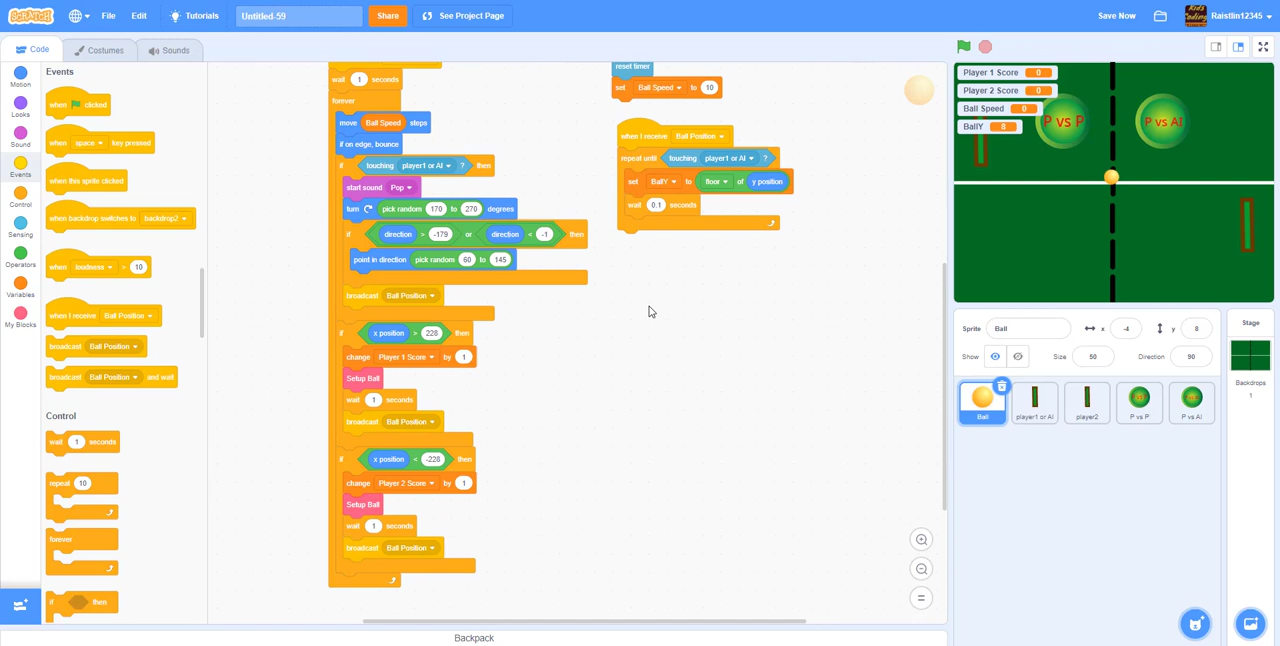 SCRATCH File Edit Tutorials Untitled-59 Share See Project Page Save Now Raistlin12345
Code Costumes Sounds
Motion
Looks
Sound
Events
Control
Sensing
Operators
Variables
My Blocks
Events
when clicked
when space key pressed
when this sprite clicked
when backdrop switches to backdrop2
when loudness > 10
when I receive Ball Position
broadcast Ball Position
broadcast Ball Position and wait
Control
wait 1 seconds
repeat 10
forever
if then
wait 1 seconds
forever
move Ball Speed steps
if on edge, bounce
if touching player1 or AI ? then
start sound Pop
turn pick random 170 to 270 degrees
if direction > -179 or direction < -1 then
point in direction pick random 60 to 145
broadcast Ball Position
if x position > 228 then
change Player 1 Score by 1
Setup Ball
wait 1 seconds
broadcast Ball Position
if x position < -228 then
change Player 2 Score by 1
Setup Ball
wait 1 seconds
broadcast Ball Position
reset timer
set Ball Speed to 10
when I receive Ball Position
repeat until touching player1 or AI ?
set BallY to floor of y position
wait 0.1 seconds
Backpack
Player 1 Score 0
Player 2 Score 0
Ball Speed 0
BallY 8
P vs P
P vs AI
Sprite Ball x -4 y 8
Show Size 50 Direction 90
Ball
player1 or AI
player2
P vs P
P vs AI
Stage
Backdrops
1